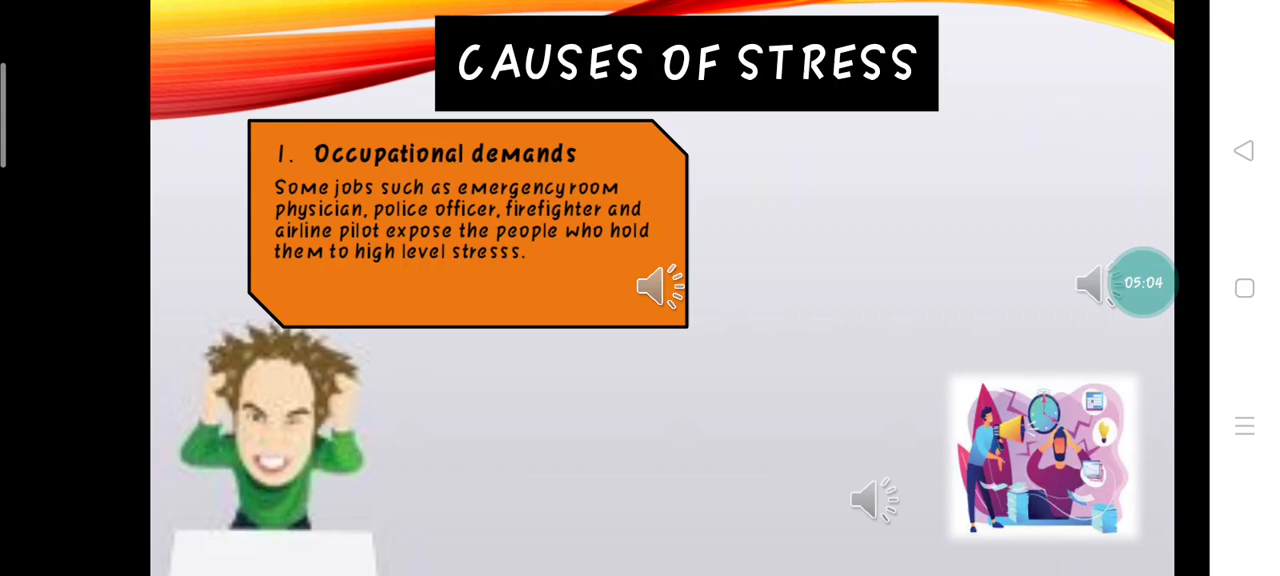 CAUSES OF STRESS
1. Occupational demands
Some jobs such as emergency room
physician, police officer, firefighter and
airline pilot expose the people who hold
them to high level stresss.
05:04